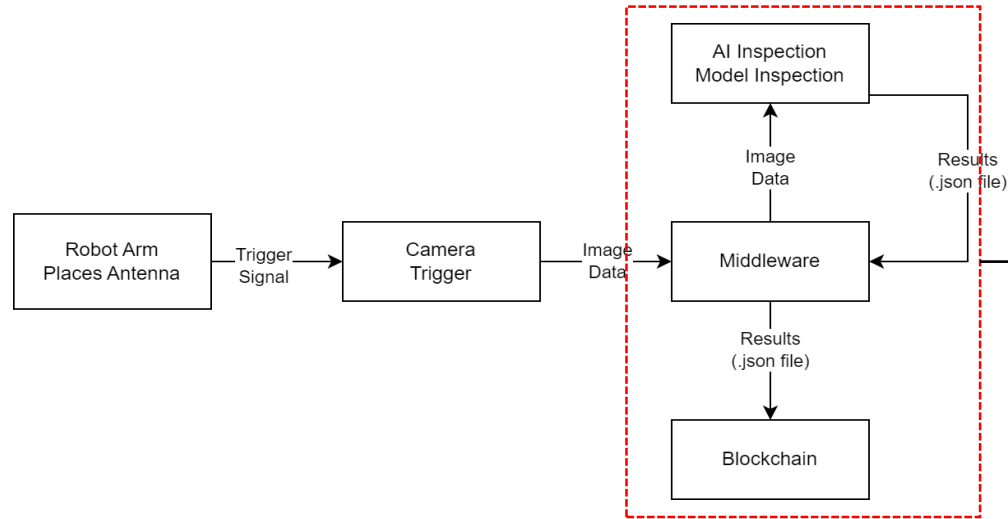 AI Inspection
Model Inspection
Image
Data
Results
(.json file)
Robot Arm
Places Antenna
Trigger
Signal
Camera
Trigger
Image
Data
Middleware
Results
(.json file)
Blockchain